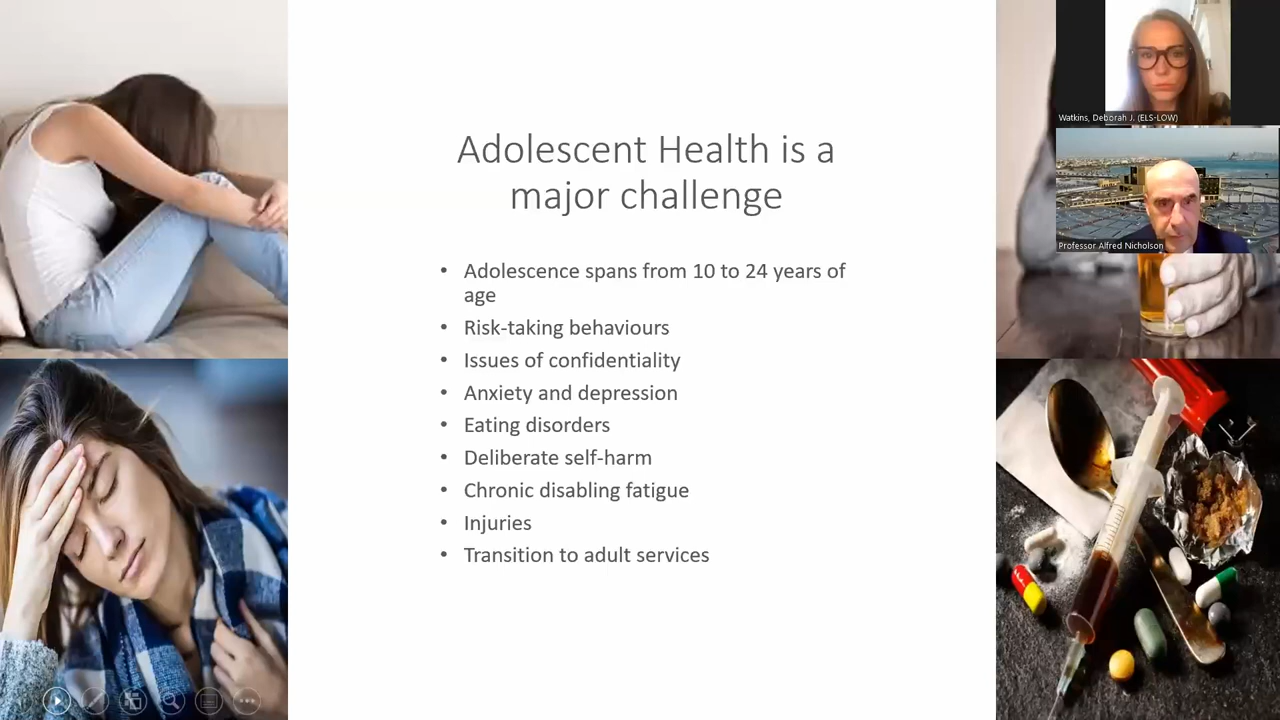 Adolescent Health is a
major challenge
• Adolescence spans from 10 to 24 years of
age
• Risk-taking behaviours
• Issues of confidentiality
• Anxiety and depression
• Eating disorders
• Deliberate self-harm
• Chronic disabling fatigue
• Injuries
• Transition to adult services
Watkins, Deborah J. (ELS-LOW)
Professor Alfred Nicholson